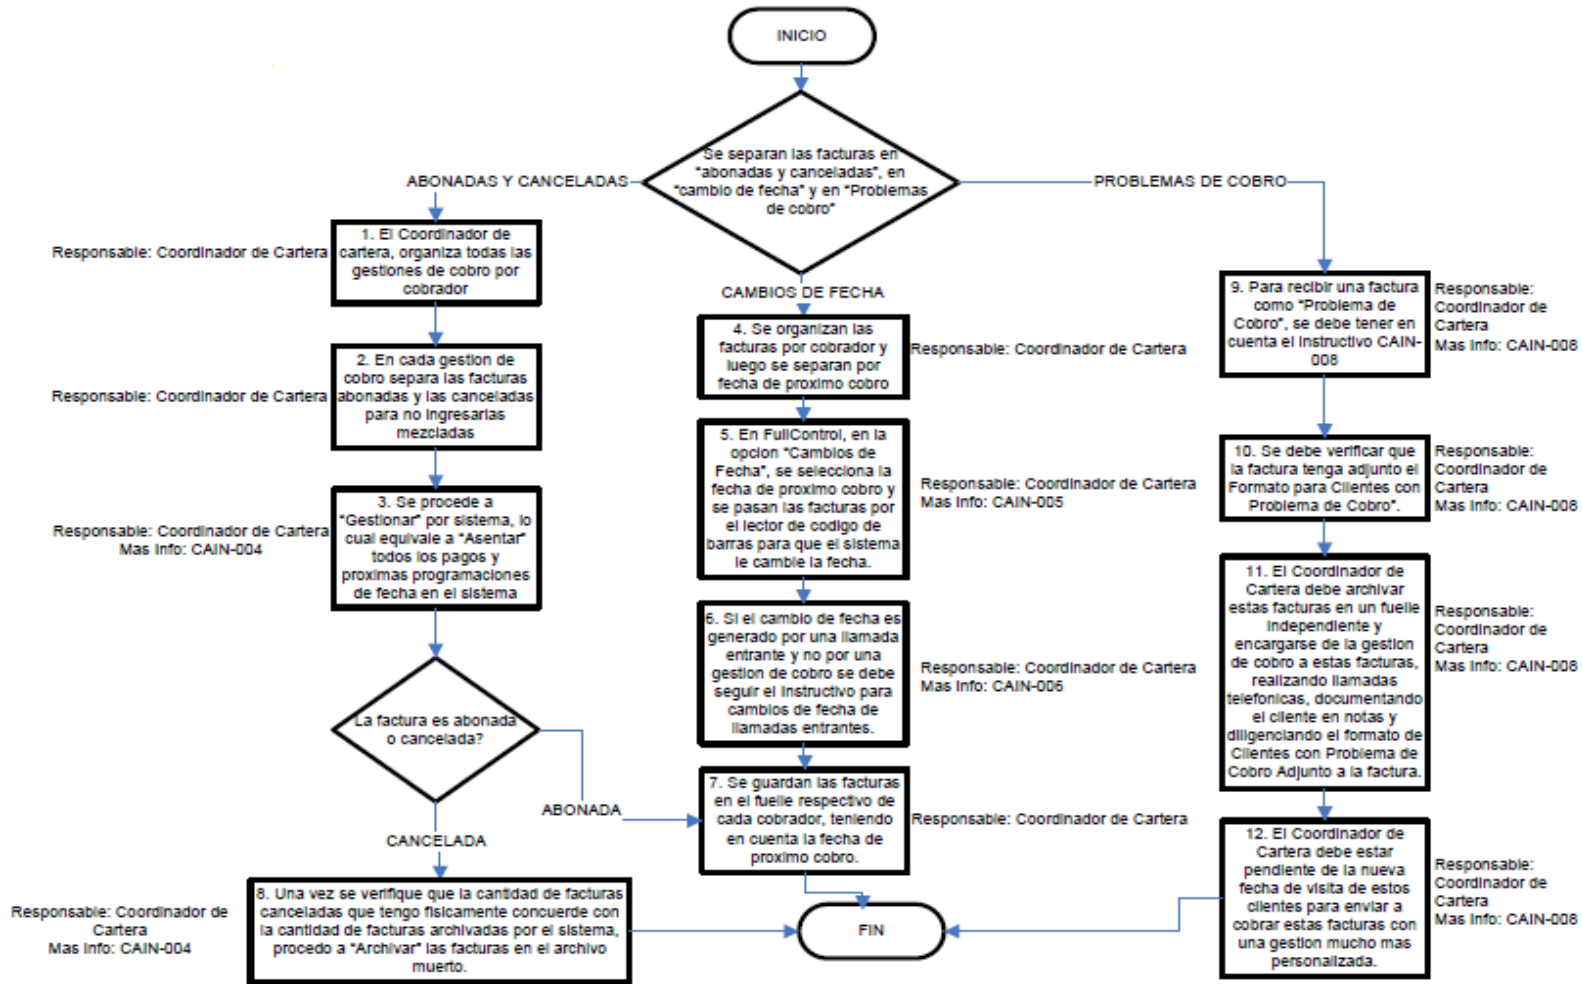 INICIO
Se separan las facturas en
"abonadas y canceladas", en
"cambio de fecha" y en "Problemas
de cobro"
ABONADAS Y CANCELADAS
PROBLEMAS DE COBRO
CAMBIOS DE FECHA
Responsable: Coordinador de Cartera
1. El Coordinador de
cartera, organiza todas las
gestiones de cobro por
cobrador
Responsable: Coordinador de Cartera
2. En cada gestion de
cobro separa las facturas
abonadas y las canceladas
para no ingresarlas
mezcladas
Responsable: Coordinador de Cartera
Mas Info: CAIN-004
3. Se procede a
"Gestionar" por sistema, lo
cual equivale a "Asentar"
todos los pagos y
proximas programaciones
de fecha en el sistema
La factura es abonada
o cancelada?
ABONADA
CANCELADA
Responsable: Coordinador de
Cartera
Mas Info: CAIN-004
8. Una vez se verifique que la cantidad de facturas
canceladas que tengo fisicamente concuerde con
la cantidad de facturas archivadas por el sistema,
procedo a "Archivar" las facturas en el archivo
muerto.
4. Se organizan las
facturas por cobrador y
luego se separan por
fecha de proximo cobro
Responsable: Coordinador de Cartera
5. En FullControl, en la
opcion "Cambios de
Fecha", se selecciona la
fecha de proximo cobro y
se pasan las facturas por
el lector de codigo de
barras para que el sistema
le cambie la fecha.
Responsable: Coordinador de Cartera
Mas Info: CAIN-005
6. Si el cambio de fecha es
generado por una llamada
entrante y no por una
gestion de cobro se debe
seguir el instructivo para
cambios de fecha de
llamadas entrantes.
Responsable: Coordinador de Cartera
Mas Info: CAIN-006
7. Se guardan las facturas
en el fuelle respectivo de
cada cobrador, teniendo
en cuenta la fecha de
proximo cobro.
Responsable: Coordinador de Cartera
FIN
9. Para recibir una factura
como "Problema de
Cobro", se debe tener en
cuenta el instructivo CAIN-
008
Responsable:
Coordinador de
Cartera
Mas Info: CAIN-008
10. Se debe verificar que
la factura tenga adjunto el
Formato para Clientes con
Problema de Cobro".
Responsable:
Coordinador de
Cartera
Mas Info: CAIN-008
11. El Coordinador de
Cartera debe archivar
estas facturas en un fuelle
independiente y
encargarse de la gestion
de cobro a estas facturas,
realizando llamadas
telefonicas, documentando
el cliente en notas y
diligenciando el formato de
Clientes con Problema de
Cobro Adjunto a la factura.
Responsable:
Coordinador de
Cartera
Mas Info: CAIN-008
12. El Coordinador de
Cartera debe estar
pendiente de la nueva
fecha de visita de estos
clientes para enviar a
cobrar estas facturas con
una gestion mucho mas
personalizada.
Responsable:
Coordinador de
Cartera
Mas Info: CAIN-008